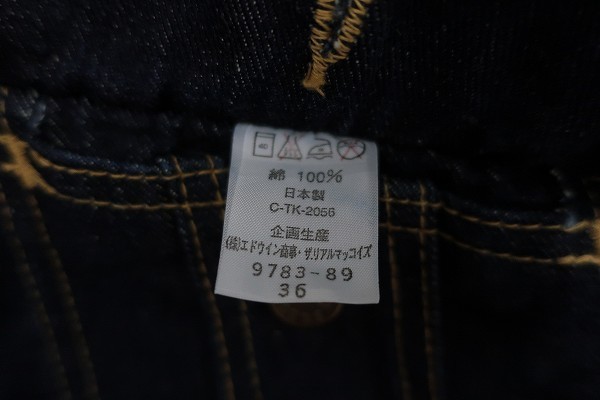 綿 100%
日本製
C-TK-2056
企画生産
(株)エドウイン商事・ザリアルマッコイズ
9783-89
36